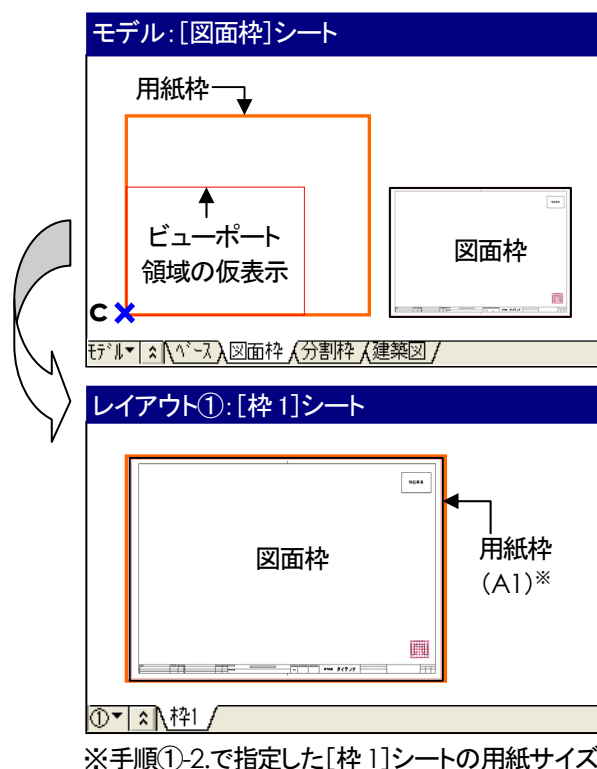 モデル:[図面枠]シート
用紙枠
ビューポート
領域の仮表示
図面枠
C
モデル ベース 図面枠 分割枠 建築図
レイアウト①:[枠1]シート
図面枠
用紙枠
(A1)※
① 枠1
※手順①-2.で指定した[枠1]シートの用紙サイズ